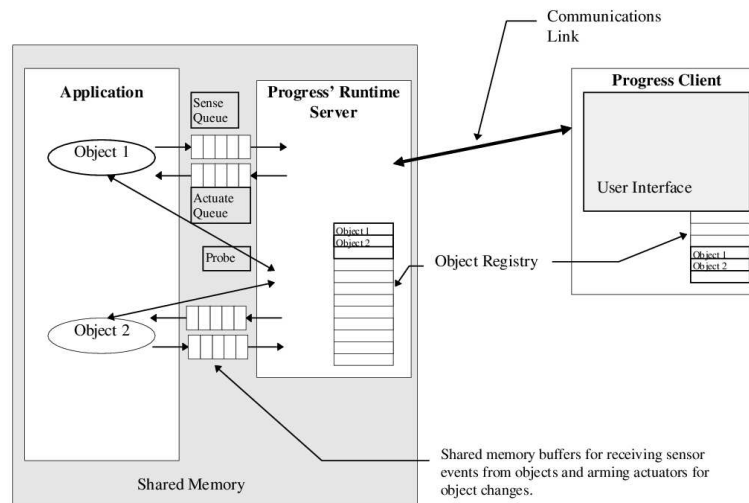 Communications
Link
Application
Sense
Queue
Progress’ Runtime
Server
Progress Client
Object 1
User Interface
Actuate
Queue
Probe
Object 1
Object 2
Object Registry
Object 1
Object 2
Object 2
Shared memory buffers for receiving sensor
events from objects and arming actuators for
object changes.
Shared Memory